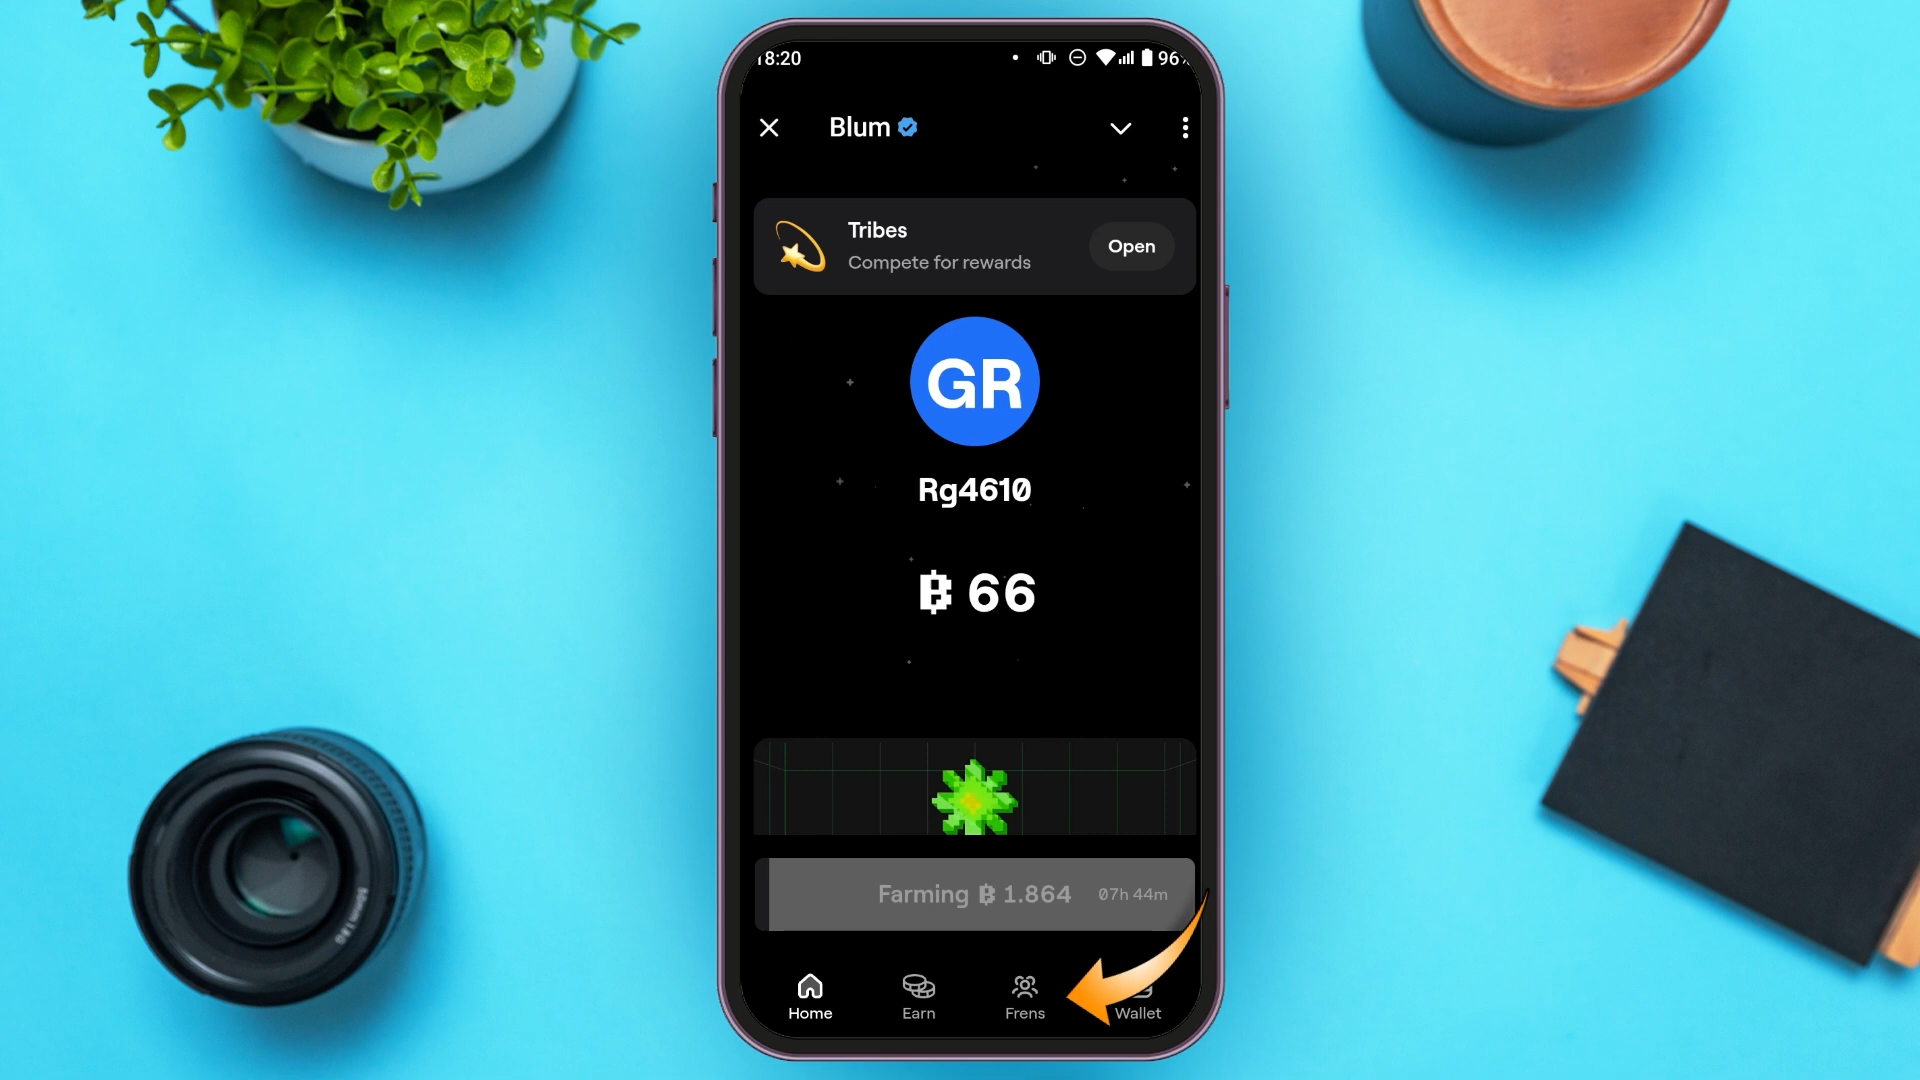 18:20
96%
Blum
Tribes
Compete for rewards
Open
GR
Rg4610
66
Farming
1.864
07h 44m
Home
Earn
Frens
Wallet